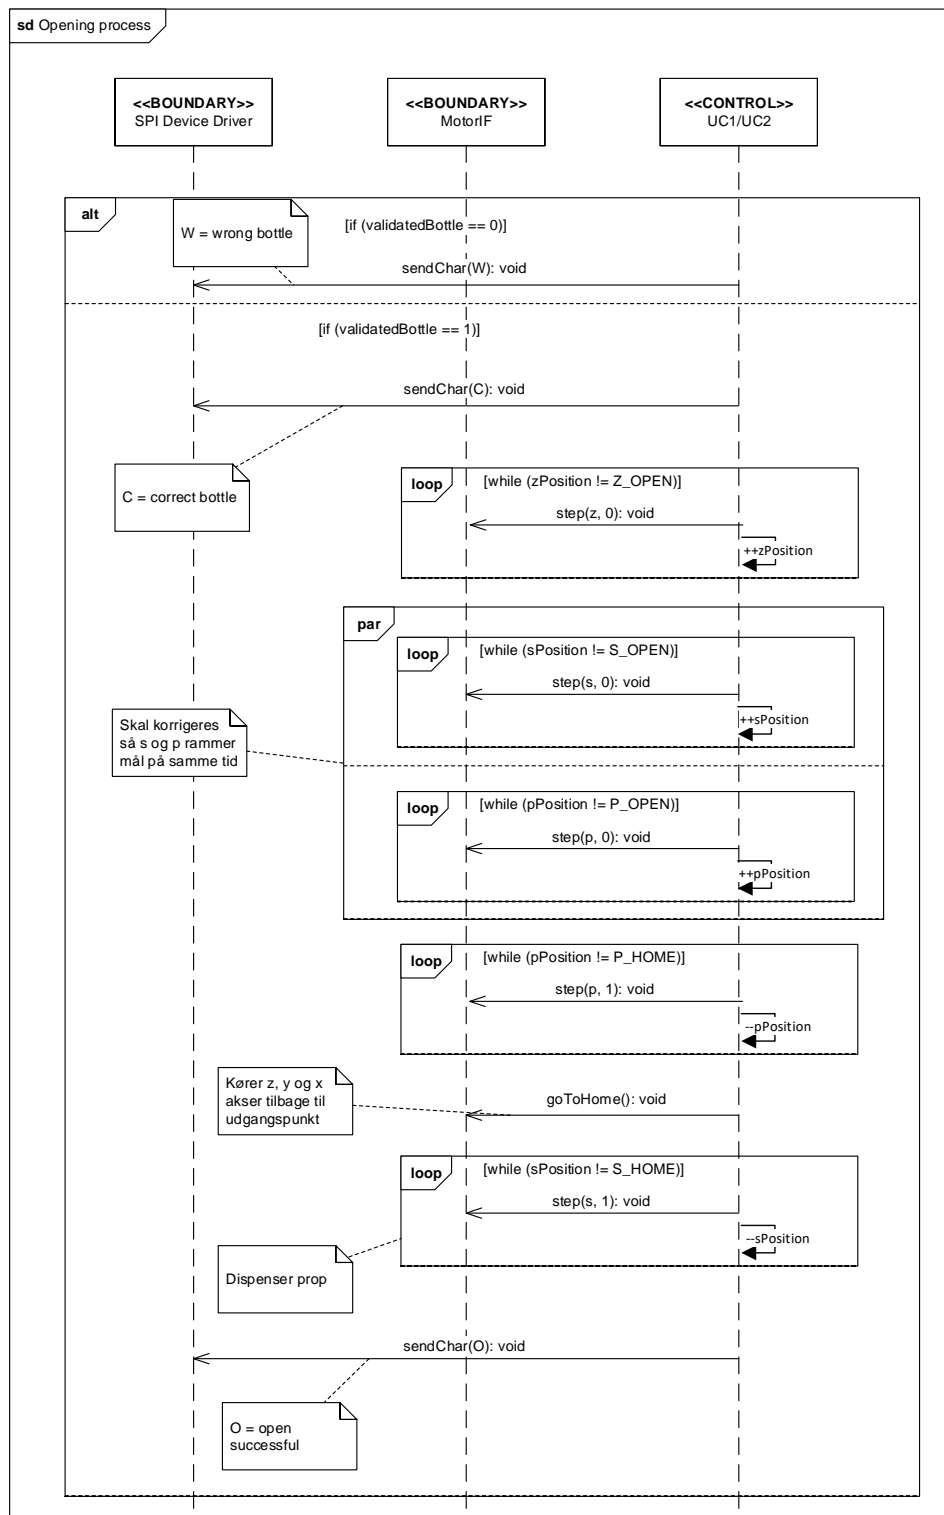 sd Opening process
<<BOUNDARY>>
SPI Device Driver
<<BOUNDARY>>
MotorIF
<<CONTROL>>
UC1/UC2
alt
W = wrong bottle
[if (validatedBottle == 0)]
sendChar(W): void
[if (validatedBottle == 1)]
sendChar(C): void
C = correct bottle
loop
[while (zPosition != Z_OPEN)]
step(z, 0): void
++zPosition
par
loop
[while (sPosition != S_OPEN)]
step(s, 0): void
++sPosition
Skal korrigeres
så s og p rammer
mål på samme tid
loop
[while (pPosition != P_OPEN)]
step(p, 0): void
++pPosition
loop
[while (pPosition != P_HOME)]
step(p, 1): void
--pPosition
Kører z, y og x
akser tilbage til
udgangspunkt
goToHome(): void
loop
[while (sPosition != S_HOME)]
step(s, 1): void
--sPosition
Dispenser prop
sendChar(O): void
O = open
successful